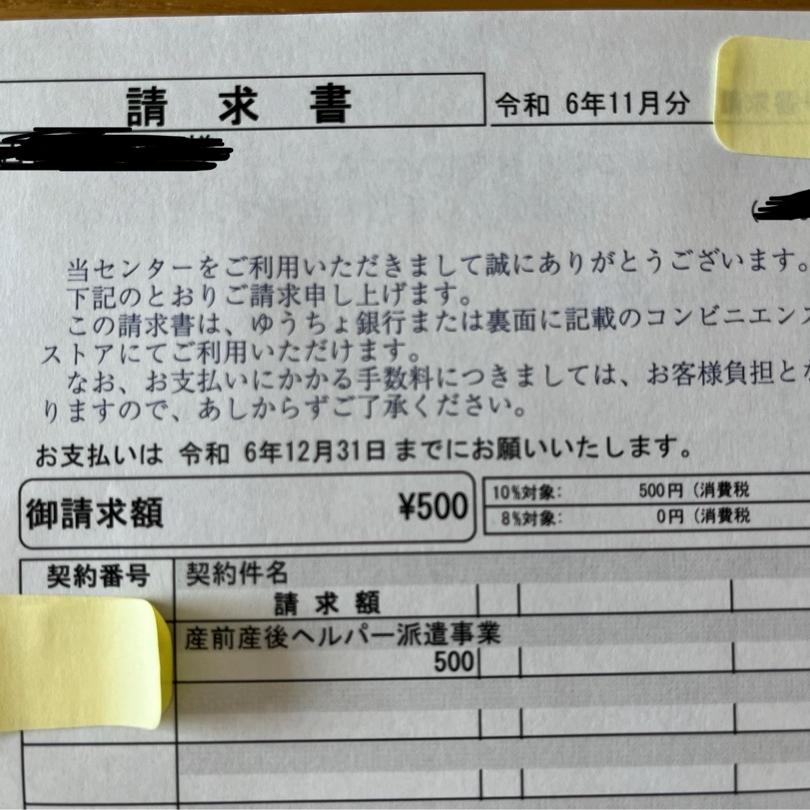 請求書
令和 6年11月分
当センターをご利用いただきまして誠にありがとうございます。
下記のとおりご請求申し上げます。
この請求書は、ゆうちょ銀行または裏面に記載のコンビニエンス
ストアにてご利用いただけます。
なお、お支払いにかかる手数料につきましては、お客様負担とな
りますので、あしからずご了承ください。
お支払いは 令和 6年12月31日 までにお願いいたします。
御請求額 ¥500
10%対象: 500円 (消費税
8%対象: 0円 (消費税
契約番号 契約件名
請求額
産前産後ヘルパー派遣事業
500